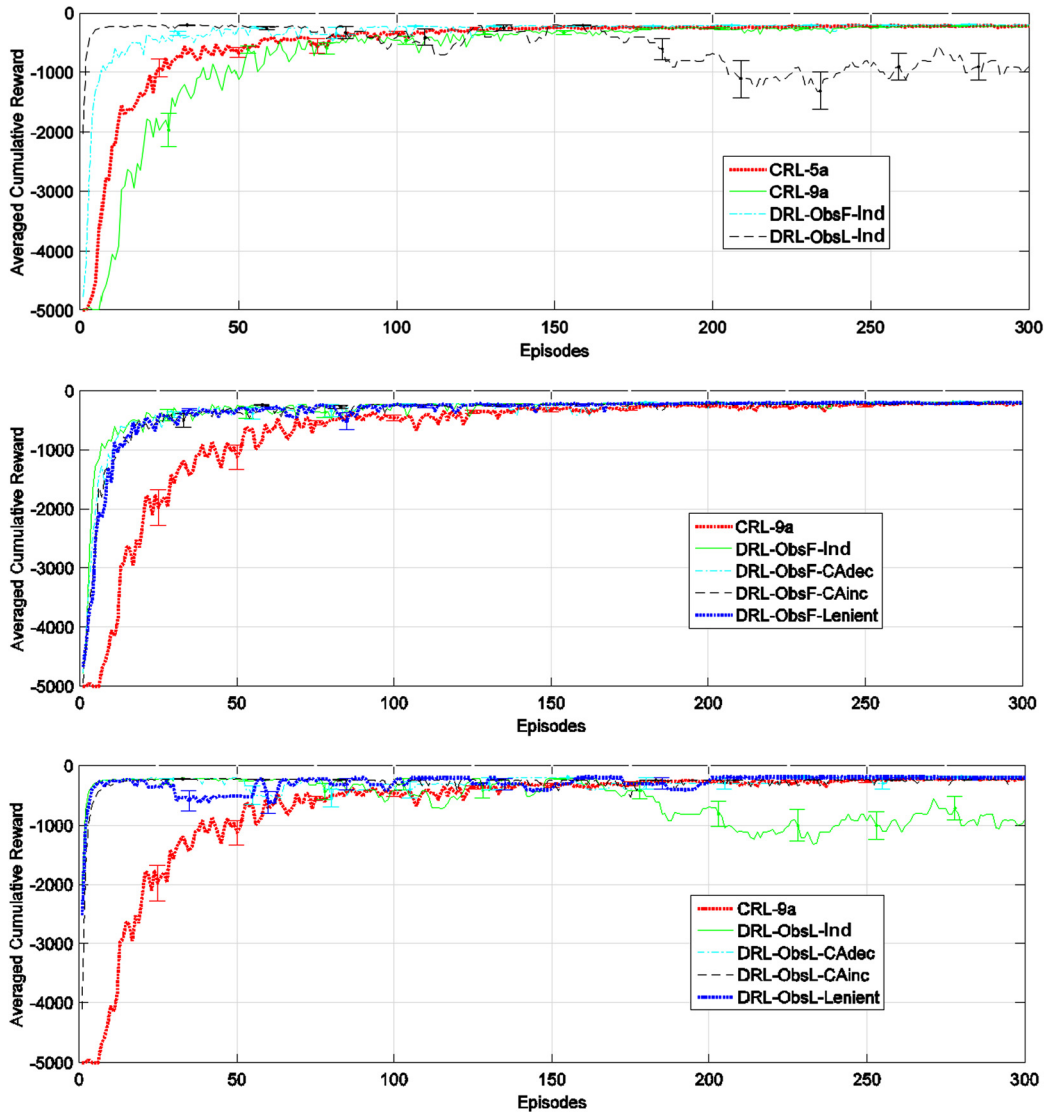 0
-1000
-2000
-3000
-4000
-5000
Averaged Cumulative Reward
CRL-5a
CRL-9a
DRL-ObsF-Ind
DRL-ObsL-Ind
0 50 100 150 200 250 300
Episodes
0
-1000
-2000
-3000
-4000
-5000
Averaged Cumulative Reward
CRL-9a
DRL-ObsF-Ind
DRL-ObsF-CAdec
DRL-ObsF-CAinc
DRL-ObsF-Lenient
0 50 100 150 200 250 300
Episodes
0
-1000
-2000
-3000
-4000
-5000
Averaged Cumulative Reward
CRL-9a
DRL-ObsL-Ind
DRL-ObsL-CAdec
DRL-ObsL-CAinc
DRL-ObsL-Lenient
0 50 100 150 200 250 300
Episodes